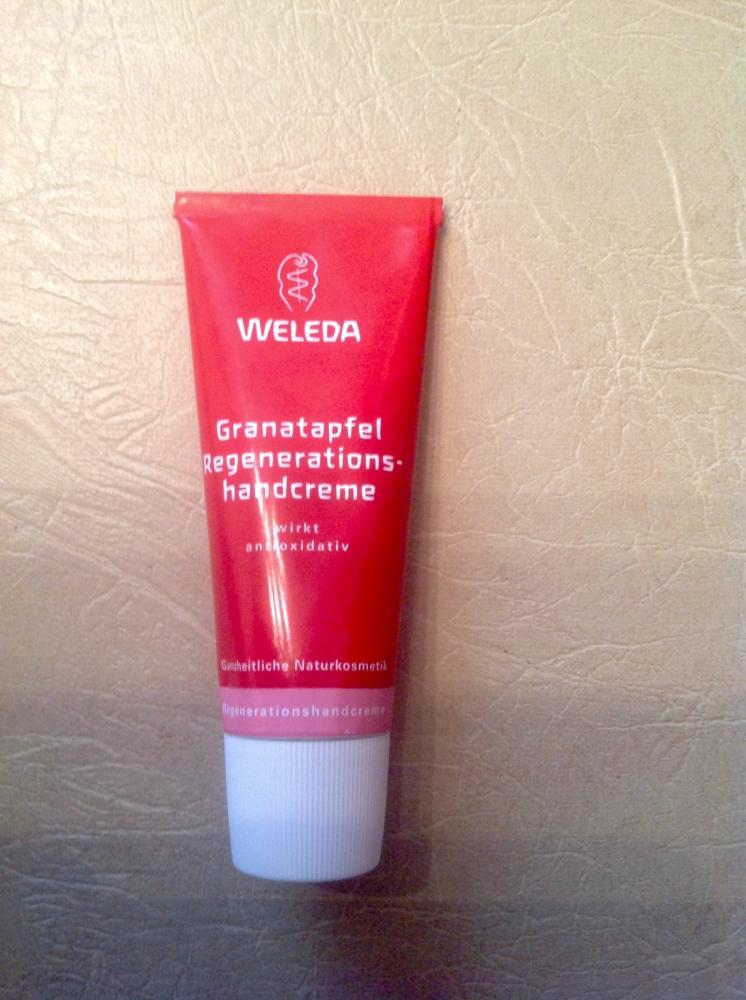 WELEDA
Granatapfel
Regenerations-
handcreme
wirkt
antioxidativ
Ganzheitliche Naturkosmetik
Regenerationshandcreme